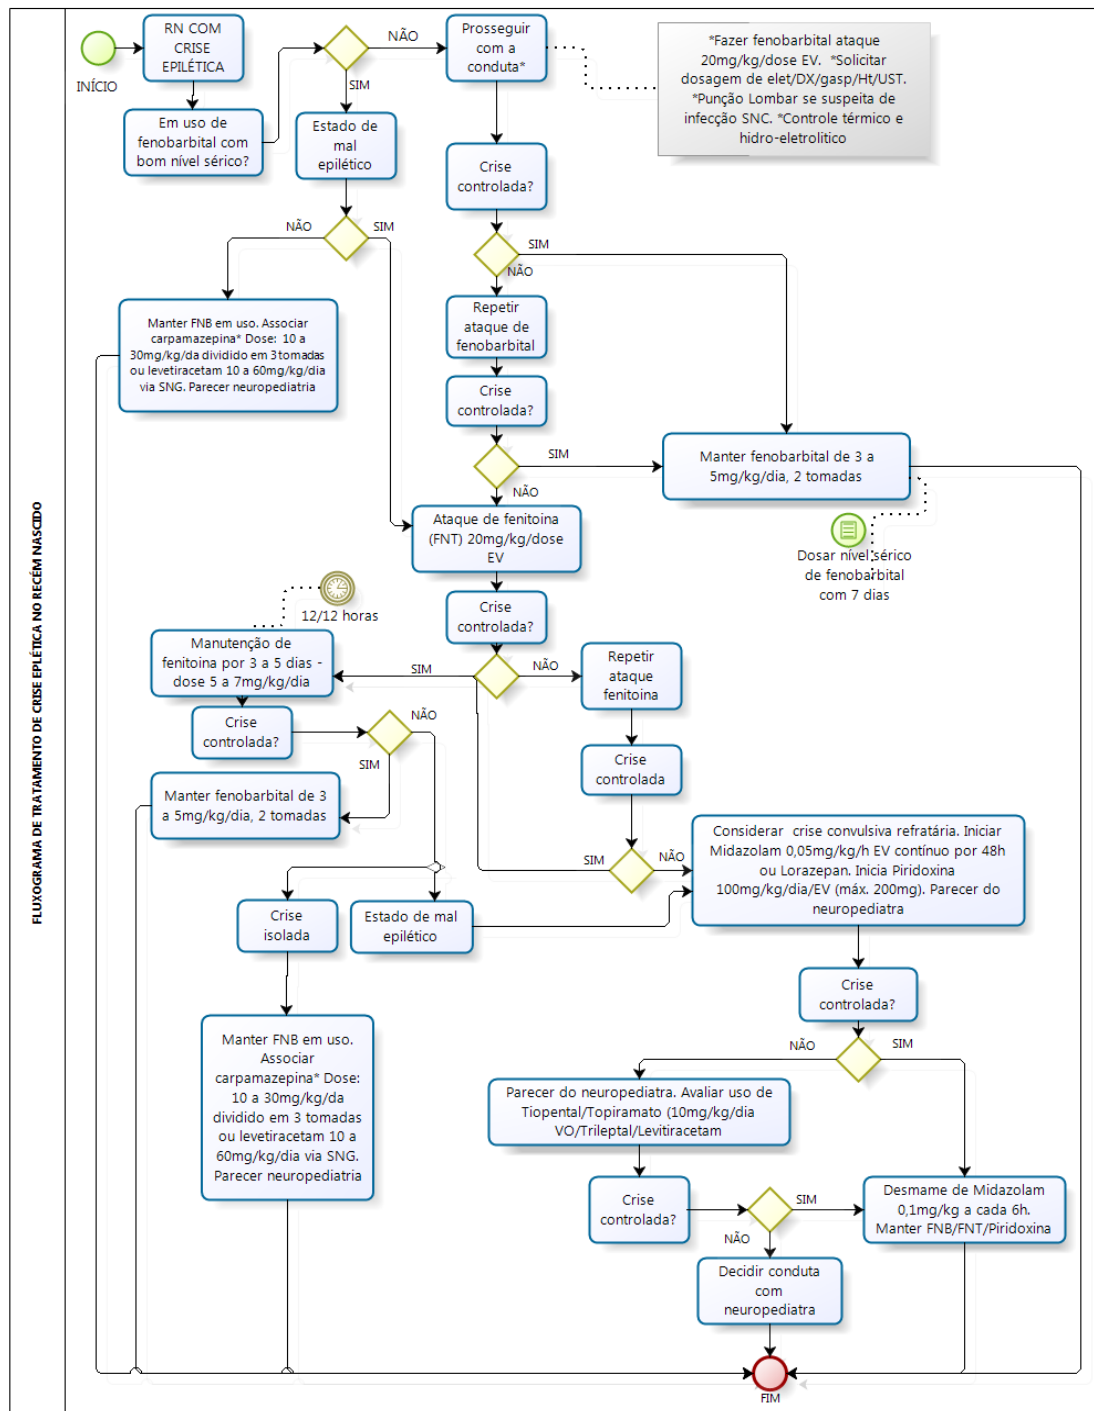 FLUXOGRAMA DE TRATAMENTO DE CRISE EPLÉTICA NO RECÉM NASCIDO
INÍCIO
RN COM
CRISE
EPILÉTICA
Em uso de
fenobarbital com
bom nível sérico?
NÃO
SIM
Prosseguir
com a
conduta*
*Fazer fenobarbital ataque
20mg/kg/dose EV.  *Solicitar
dosagem de elet/DX/gasp/Ht/UST.
*Punção Lombar se suspeita de
infecção SNC. *Controle térmico e
hidro-eletrolitico
Estado de
mal
epilético
Crise
controlada?
NÃO
SIM
SIM
NÃO
Manter FNB em uso. Associar
carpamazepina* Dose:  10 a
30mg/kg/da dividido em 3 tomadas
ou levetiracetam 10 a 60mg/kg/dia
via SNG. Parecer neuropediatria
Repetir
ataque de
fenobarbital
Crise
controlada?
SIM
NÃO
Manter fenobarbital de 3 a
5mg/kg/dia, 2 tomadas
Ataque de fenitoina
(FNT) 20mg/kg/dose
EV
Dosar nível sérico
de fenobarbital
com 7 dias
12/12 horas
Crise
controlada?
Manutenção de
fenitoina por 3 a 5 dias -
dose 5 a 7mg/kg/dia
SIM
NÃO
Repetir
ataque
fenitoina
Crise
controlada?
NÃO
SIM
Crise
controlada
Manter fenobarbital de 3
a 5mg/kg/dia, 2 tomadas
SIM
NÃO
Considerar  crise convulsiva refratária. Iniciar
Midazolam 0,05mg/kg/h EV contínuo por 48h
ou Lorazepan. Inicia Piridoxina
100mg/kg/dia/EV (máx. 200mg). Parecer do
neuropediatra
Crise
isolada
Estado de mal
epilético
Crise
controlada?
Manter FNB em uso.
Associar
carpamazepina* Dose:
10 a 30mg/kg/da
dividido em 3 tomadas
ou levetiracetam 10 a
60mg/kg/dia via SNG.
Parecer neuropediatria
NÃO
SIM
Parecer do neuropediatra. Avaliar uso de
Tiopental/Topiramato (10mg/kg/dia
VO/Trileptal/Levitiracetam
Crise
controlada?
SIM
NÃO
Desmame de Midazolam
0,1mg/kg a cada 6h.
Manter FNB/FNT/Piridoxina
Decidir conduta
com
neuropediatra
FIM